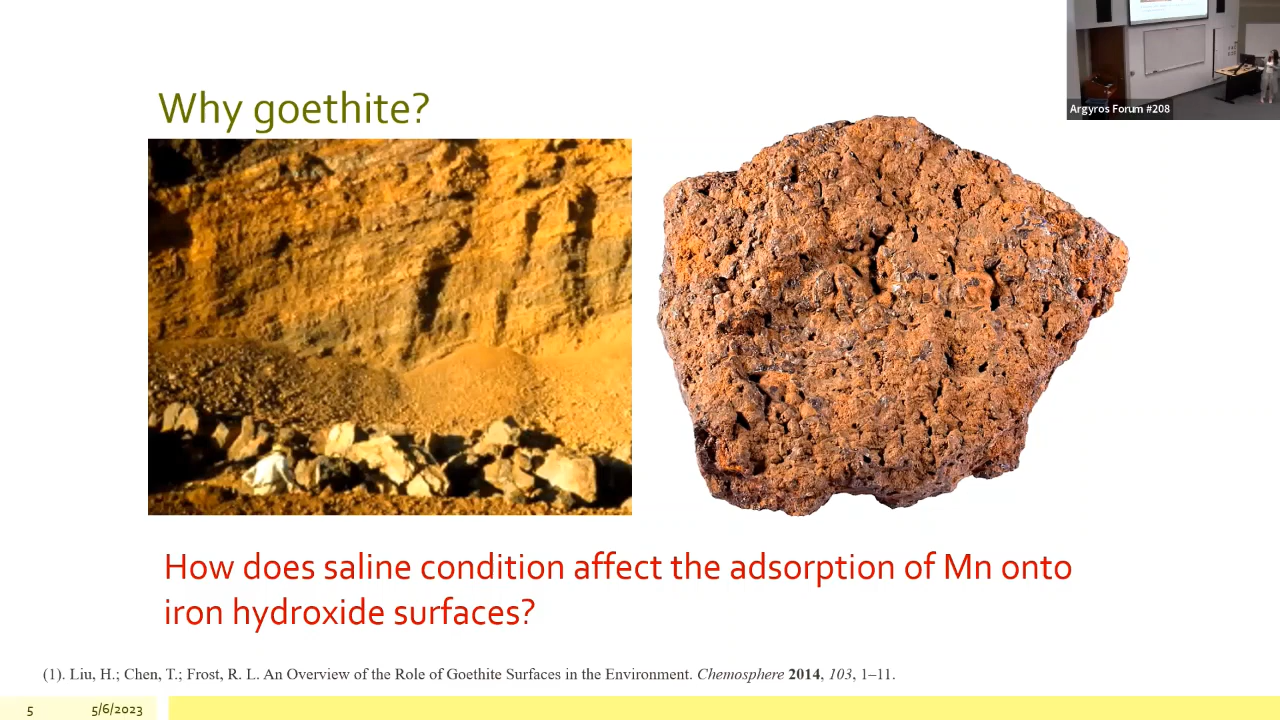 Argyros Forum #208
Why goethite?
How does saline condition affect the adsorption of Mn onto
iron hydroxide surfaces?
(1). Liu, H.; Chen, T.; Frost, R. L. An Overview of the Role of Goethite Surfaces in the Environment. Chemosphere 2014, 103, 1–11.
5
5/6/2023